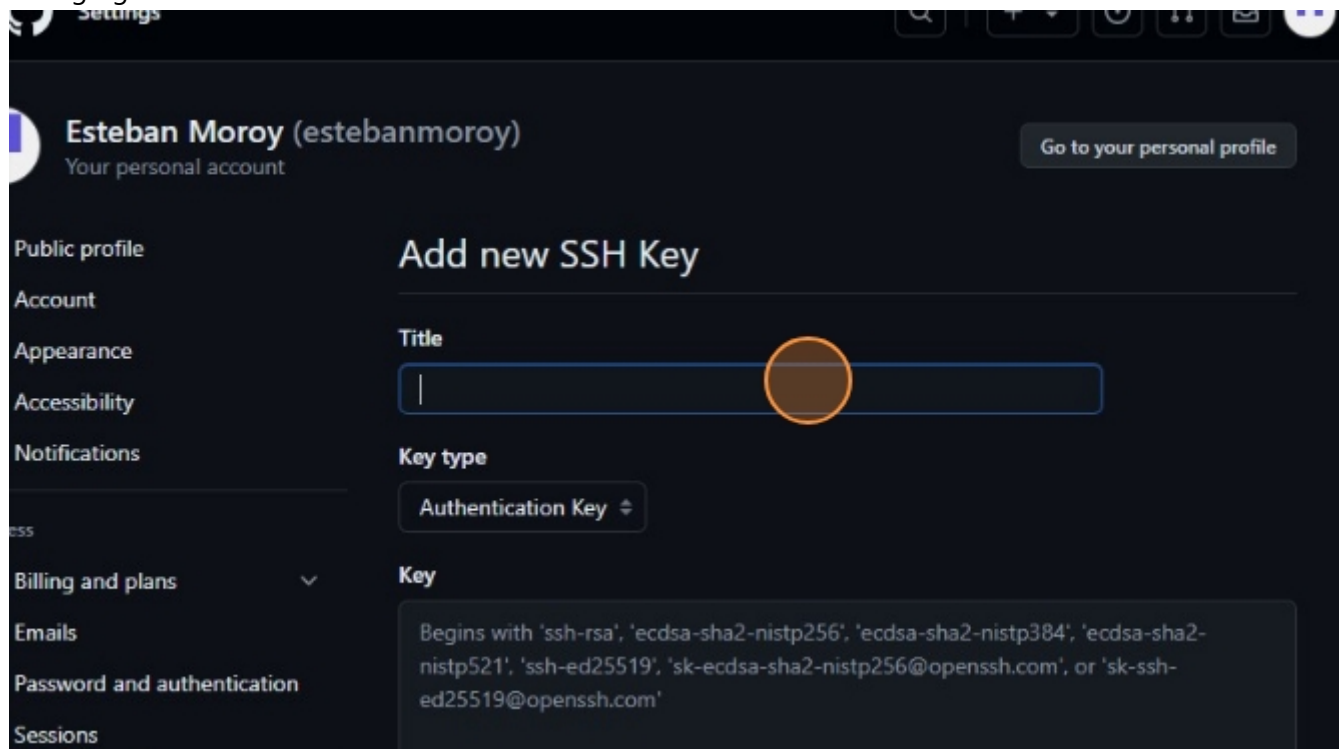 Settings
Esteban Moroy (estebanmoroy)
Your personal account
Go to your personal profile
Public profile
Account
Appearance
Accessibility
Notifications
ess
Billing and plans
Emails
Password and authentication
Sessions
Add new SSH Key
Title
Key type
Authentication Key
Key
Begins with 'ssh-rsa', 'ecdsa-sha2-nistp256', 'ecdsa-sha2-nistp384', 'ecdsa-sha2-
nistp521', 'ssh-ed25519', 'sk-ecdsa-sha2-nistp256@openssh.com', or 'sk-ssh-
ed25519@openssh.com'